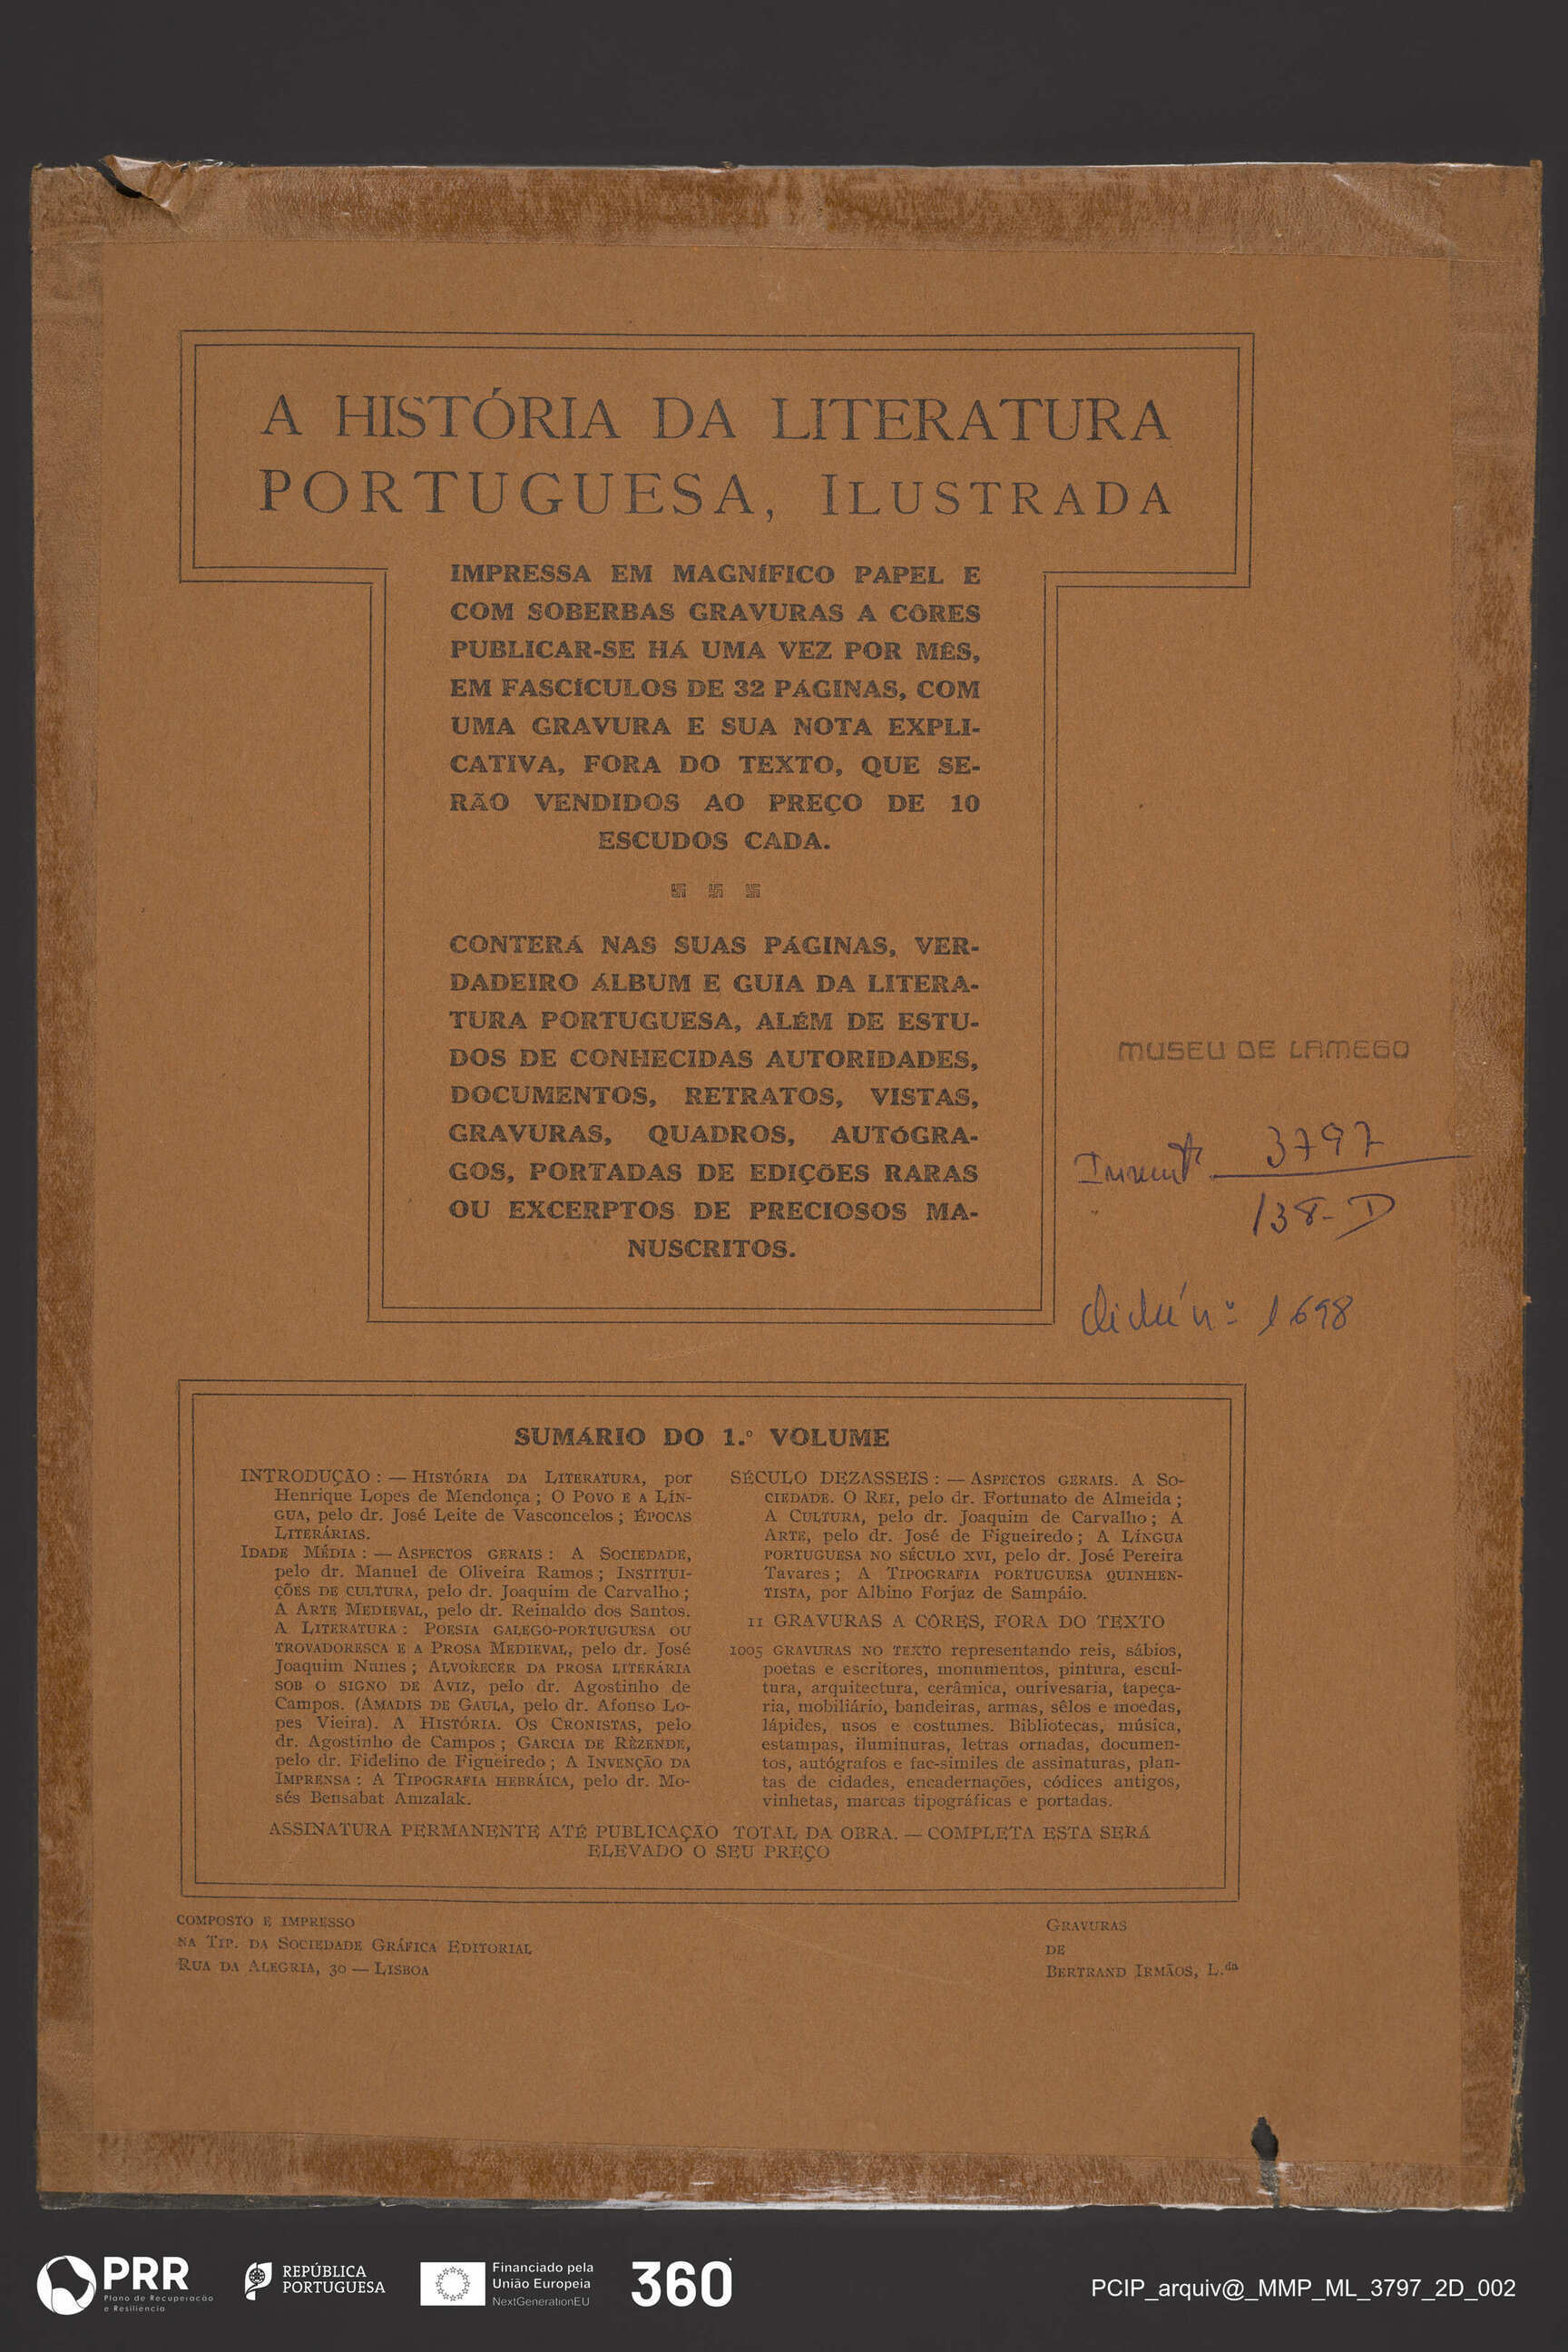 A HISTÓRIA DA LITERATURA
PORTUGUESA, ILUSTRADA
IMPRESSA EM MAGNÍFICO PAPEL E
COM SOBERBAS GRAVURAS A CÔRES
PUBLICAR-SE HÁ UMA VEZ POR MÊS,
EM FASCÍCULOS DE 32 PÁGINAS, COM
UMA GRAVURA E SUA NOTA EXPLI-
CATIVA, FORA DO TEXTO, QUE SE-
RÃO VENDIDOS AO PREÇO DE 10
ESCUDOS CADA.
CONTERÁ NAS SUAS PÁGINAS, VER-
DADEIRO ÁLBUM E GUIA DA LITERA-
TURA PORTUGUESA, ALÉM DE ESTU-
DOS DE CONHECIDAS AUTORIDADES,
DOCUMENTOS, RETRATOS, VISTAS,
GRAVURAS, QUADROS, AUTÓGRA-
GOS, PORTADAS DE EDIÇÕES RARAS
OU EXCERPTOS DE PRECIOSOS MA-
NUSCRITOS.
MUSEU DE LAMEGO
3797
138-D
Cliché nº 1698
SUMÁRIO DO 1.º VOLUME
INTRODUÇÃO : — HISTÓRIA DA LITERATURA, por
Henrique Lopes de Mendonça ; O POVO E A LÍN-
GUA, pelo dr. José Leite de Vasconcelos ; ÉPOCAS
LITERÁRIAS.
IDADE MÉDIA : — ASPECTOS GERAIS : A SOCIEDADE,
pelo dr. Manuel de Oliveira Ramos ; INSTITUI-
ÇÕES DE CULTURA, pelo dr. Joaquim de Carvalho ;
A ARTE MEDIEVAL, pelo dr. Reinaldo dos Santos.
A LITERATURA : POESIA GALEGO-PORTUGUESA OU
TROVADORESCA E A PROSA MEDIEVAL, pelo dr. José
Joaquim Nunes ; ALVORECER DA PROSA LITERÁRIA
SOB O SIGNO DE AVIZ, pelo dr. Agostinho de
Campos. (AMADIS DE GAULA, pelo dr. Afonso Lo-
pes Vieira). A HISTÓRIA. OS CRONISTAS, pelo
dr. Agostinho de Campos ; GARCIA DE RÈZENDE,
pelo dr. Fidelino de Figueiredo ; A INVENÇÃO DA
IMPRENSA : A TIPOGRAFIA HEBRÁICA, pelo dr. Mo-
sés Bensabat Amzalak.
SÉCULO DEZASSEIS : — ASPECTOS GERAIS. A SO-
CIEDADE. O REI, pelo dr. Fortunato de Almeida ;
A CULTURA, pelo dr. Joaquim de Carvalho ; A
ARTE, pelo dr. José de Figueiredo ; A LÍNGUA
PORTUGUESA NO SÉCULO XVI, pelo dr. José Pereira
Tavares ; A TIPOGRAFIA PORTUGUESA QUINHEN-
TISTA, por Albino Forjaz de Sampáio.
11 GRAVURAS A CÔRES, FORA DO TEXTO
1005 GRAVURAS NO TEXTO representando reis, sábios,
poetas e escritores, monumentos, pintura, escul-
tura, arquitectura, cerâmica, ourivesaria, tapeça-
ria, mobiliário, bandeiras, armas, sêlos e moedas,
lápides, usos e costumes. Bibliotecas, música,
estampas, iluminuras, letras ornadas, documen-
tos, autógrafos e fac-similes de assinaturas, plan-
tas de cidades, encadernações, códices antigos,
vinhetas, marcas tipográficas e portadas.
ASSINATURA PERMANENTE ATÉ PUBLICAÇÃO TOTAL DA OBRA. — COMPLETA ESTA SERÁ
ELEVADO O SEU PREÇO
COMPOSTO E IMPRESSO
NA TIP. DA SOCIEDADE GRÁFICA EDITORIAL
RUA DA ALEGRIA, 30 — LISBOA
GRAVURAS
DE
BERTRAND IRMÃOS, L.da
PRR
Plano de Recuperação
e Resiliência
REPÚBLICA
PORTUGUESA
Financiado pela
União Europeia
NextGenerationEU
360
PCIP_arquiv@_MMP_ML_3797_2D_002